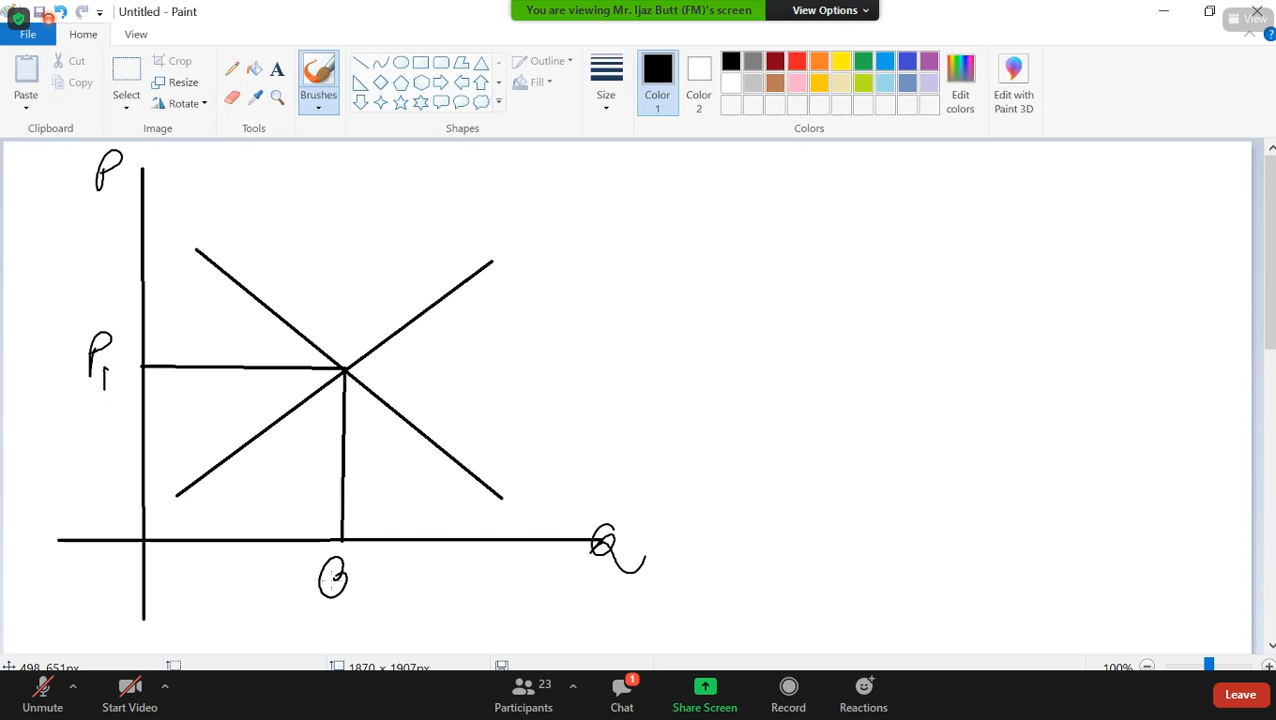 You are viewing Mr. Ijaz Butt (FM)'s screen
View Options
Untitled - Paint
View
File
Home
View
Paste
Cut
Copy
Clipboard
Select
Crop
Resize
Rotate
Image
Tools
Brushes
Shapes
Outline
Fill
Size
Color 1
Color 2
Colors
Edit colors
Edit with Paint 3D
P
P1
Q
498, 651px
1870 × 1907px
100%
Unmute
Start Video
23
Participants
1
Chat
Share Screen
Record
Reactions
Leave